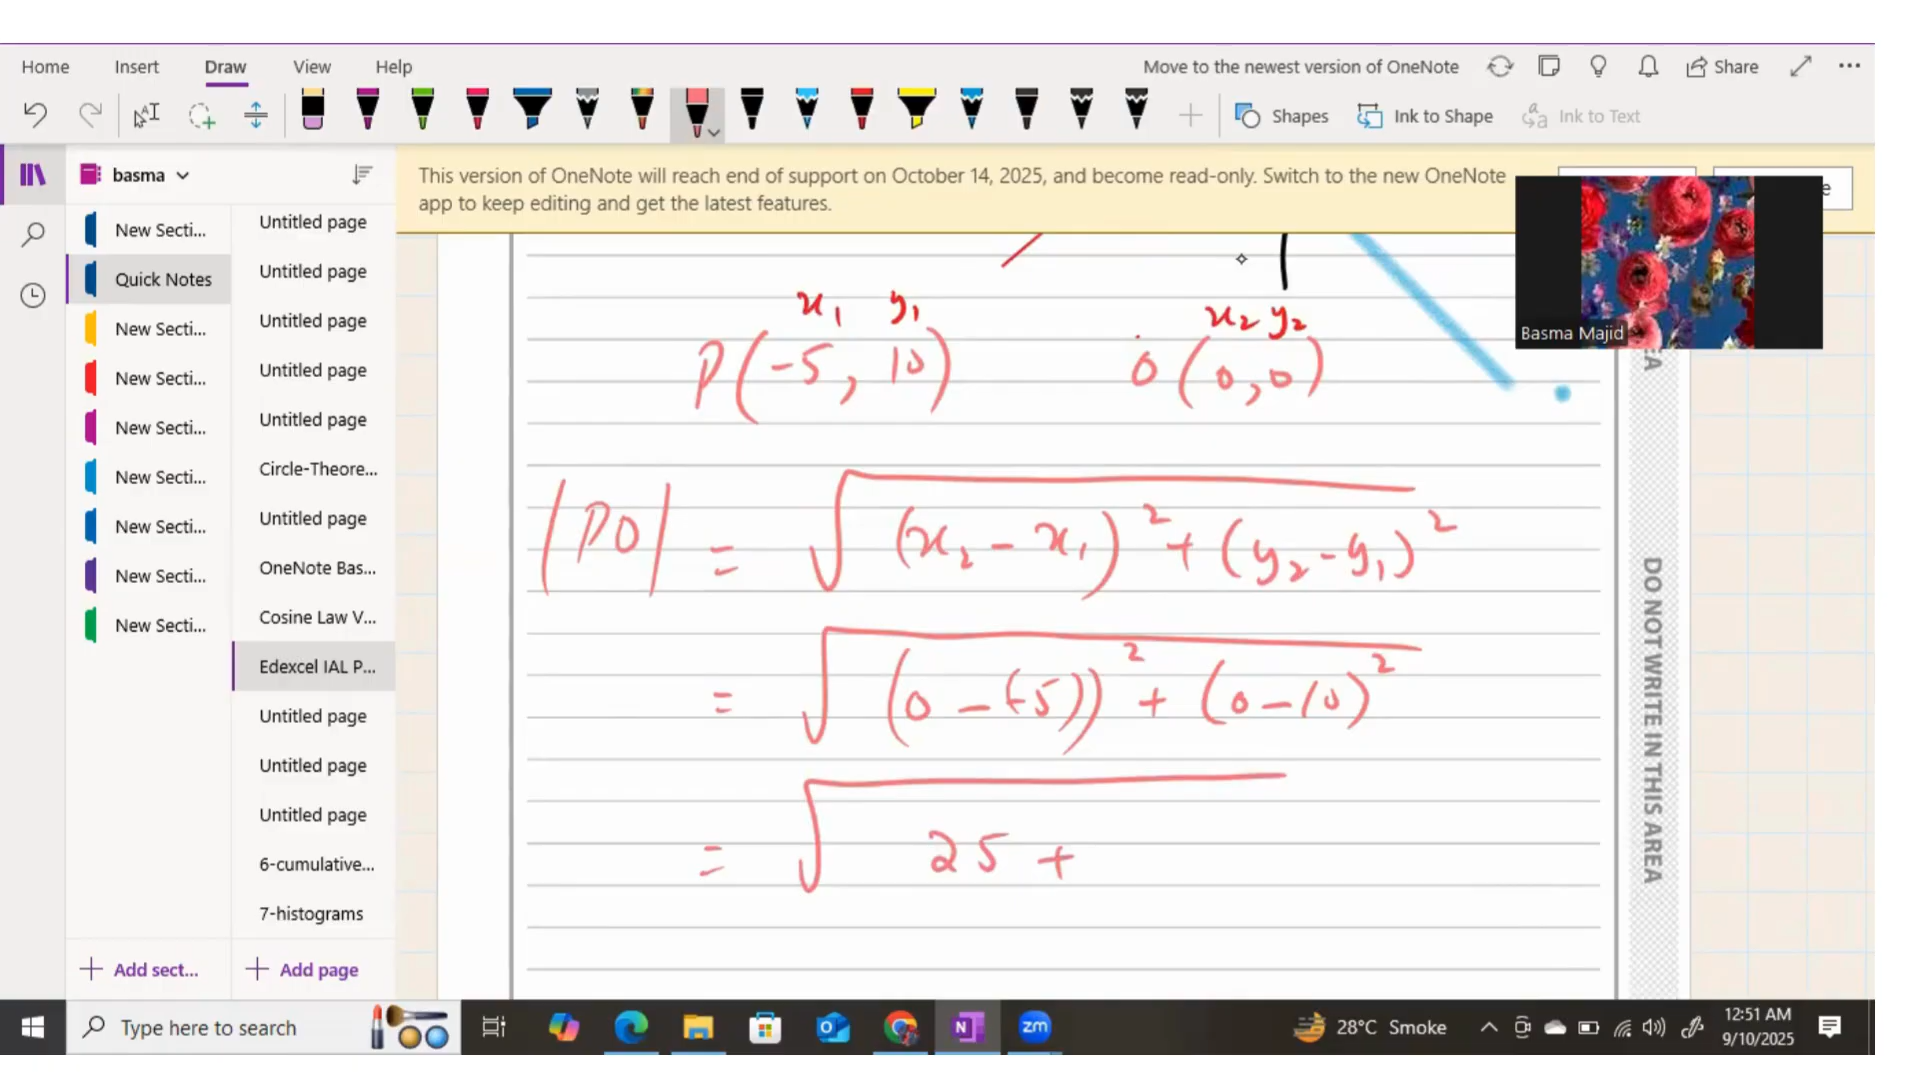 Home Insert Draw View Help Move to the newest version of OneNote Share
Shapes Ink to Shape Ink to Text
basma
This version of OneNote will reach end of support on October 14, 2025, and become read-only. Switch to the new OneNote
app to keep editing and get the latest features.
New Secti...
Quick Notes
New Secti...
New Secti...
New Secti...
New Secti...
New Secti...
New Secti...
New Secti...
Add sect...
Untitled page
Untitled page
Untitled page
Untitled page
Untitled page
Circle-Theore...
Untitled page
OneNote Bas...
Cosine Law V...
Edexcel IAL P...
Untitled page
Untitled page
Untitled page
6-cumulative...
7-histograms
Add page
Basma Majid
x₁ y₁ x₂ y₂
P(-5, 10) O(0,0)
|PO| = √(x₂ - x₁)² + (y₂ - y₁)²
= √(0 - (-5))² + (0 - 10)²
= √25 +
EA
DO NOT WRITE IN THIS AREA
Type here to search
zm
28°C Smoke
12:51 AM
9/10/2025